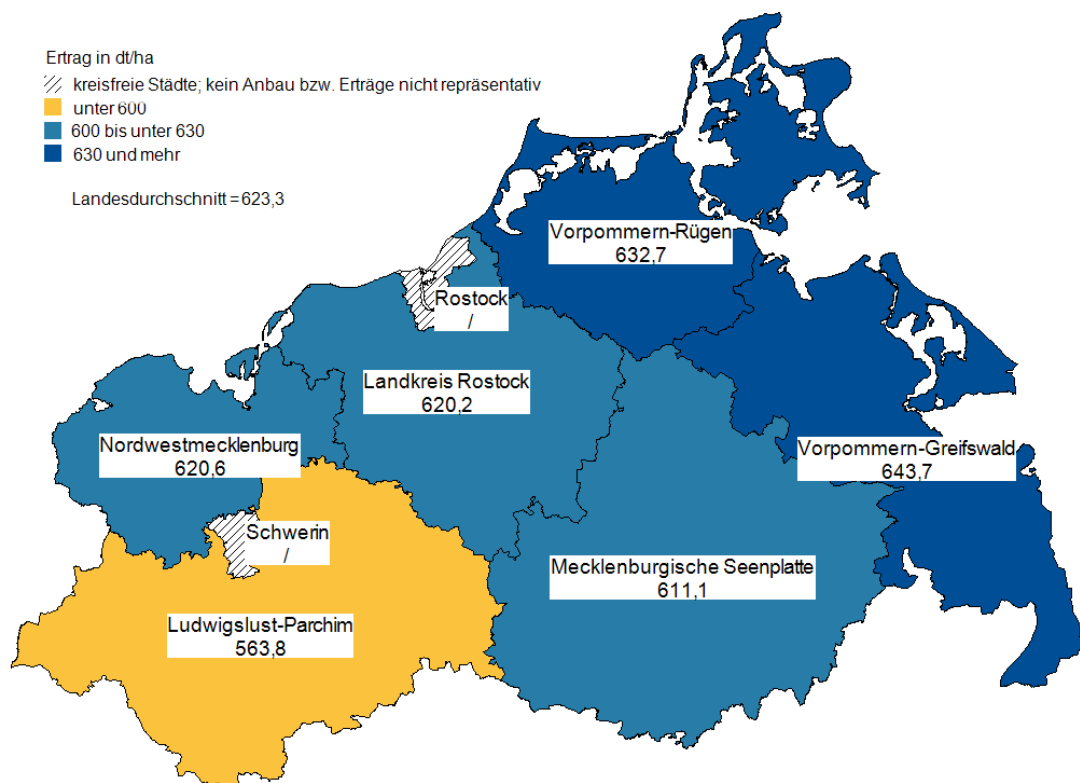 Ertrag in dt/ha
kreisfreie Städte; kein Anbau bzw. Erträge nicht repräsentativ
unter 600
600 bis unter 630
630 und mehr
Landesdurchschnitt = 623,3
Vorpommern-Rügen
632,7
Rostock
/
Landkreis Rostock
620,2
Nordwestmecklenburg
620,6
Vorpommern-Greifswald
643,7
Schwerin
/
Mecklenburgische Seenplatte
611,1
Ludwigslust-Parchim
563,8